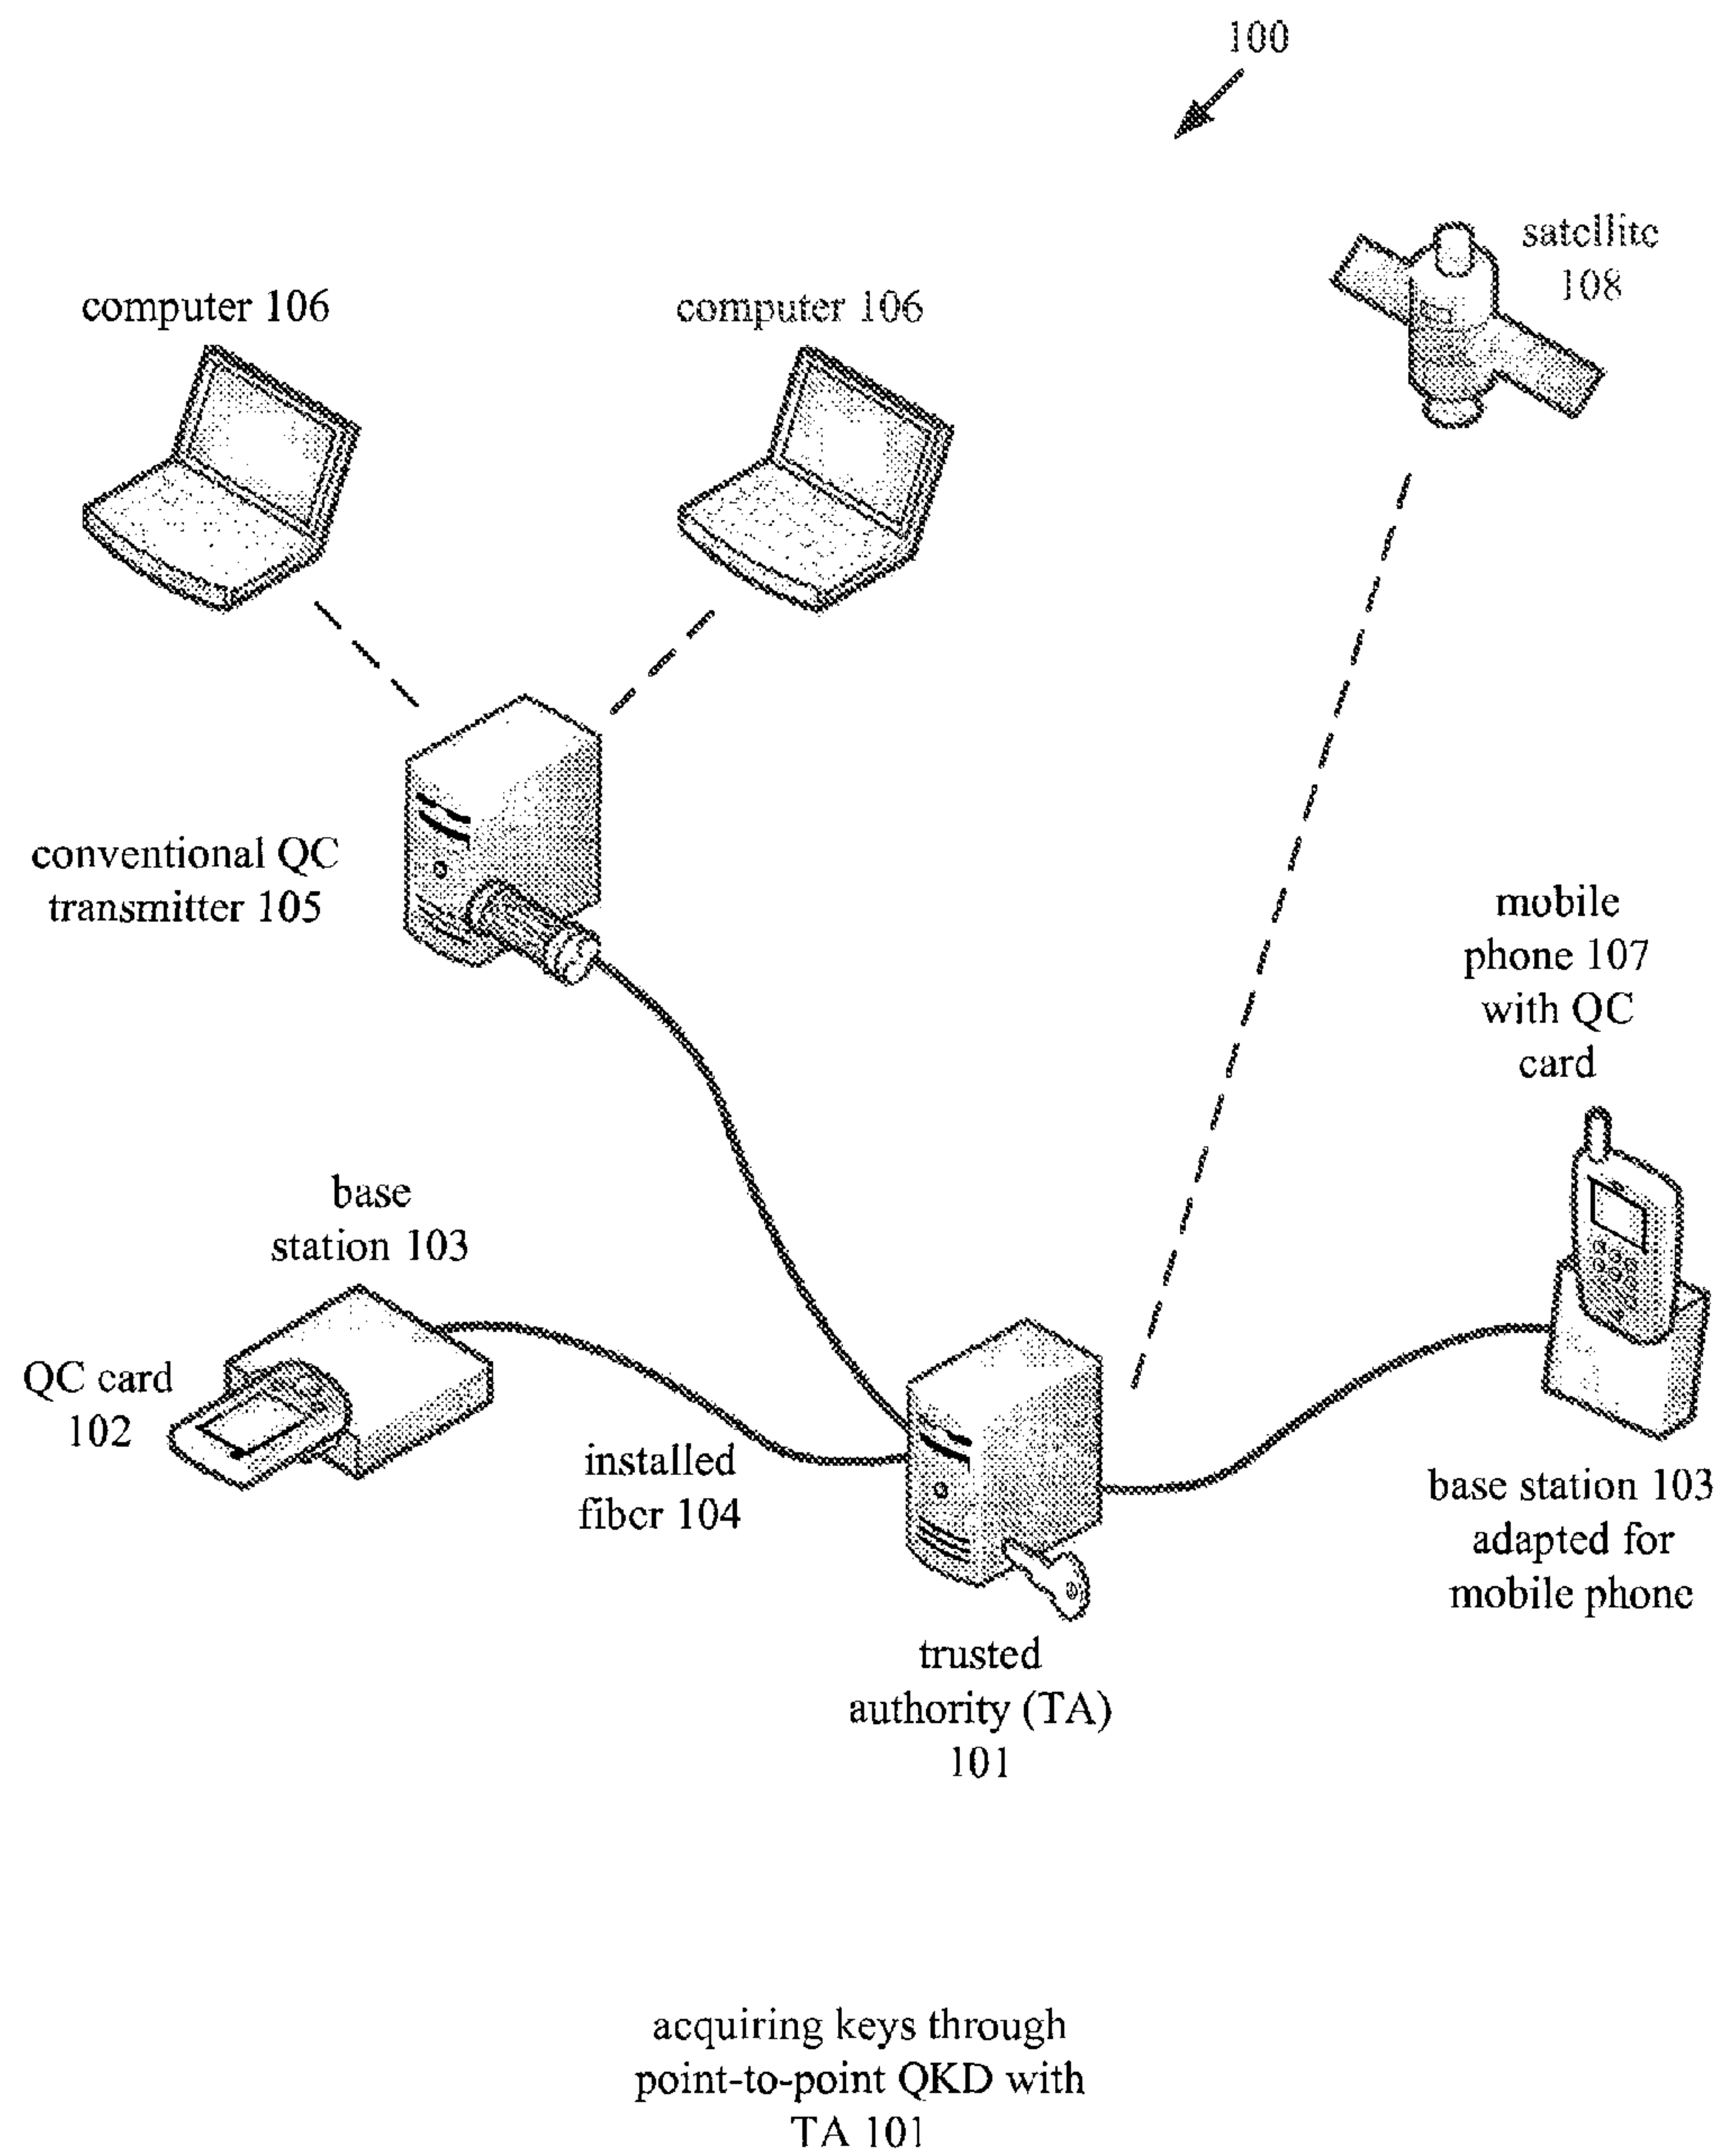 100
satellite
108
computer 106
computer 106
conventional QC
transmitter 105
mobile
phone 107
with QC
card
base
station 103
QC card
102
installed
fiber 104
base station 103
adapted for
mobile phone
trusted
authority (TA)
101
acquiring keys through
point-to-point QKD with
TA 101